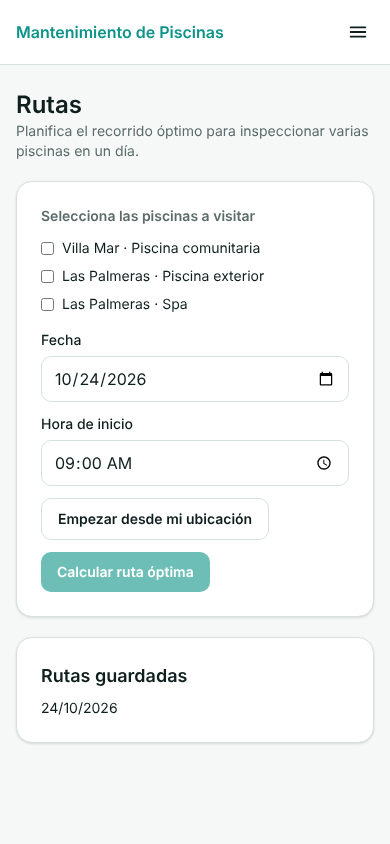 Mantenimiento de Piscinas
Rutas
Planifica el recorrido óptimo para inspeccionar varias
piscinas en un día.
Selecciona las piscinas a visitar
Villa Mar · Piscina comunitaria
Las Palmeras · Piscina exterior
Las Palmeras · Spa
Fecha
10/24/2026
Hora de inicio
09:00 AM
Empezar desde mi ubicación
Calcular ruta óptima
Rutas guardadas
24/10/2026